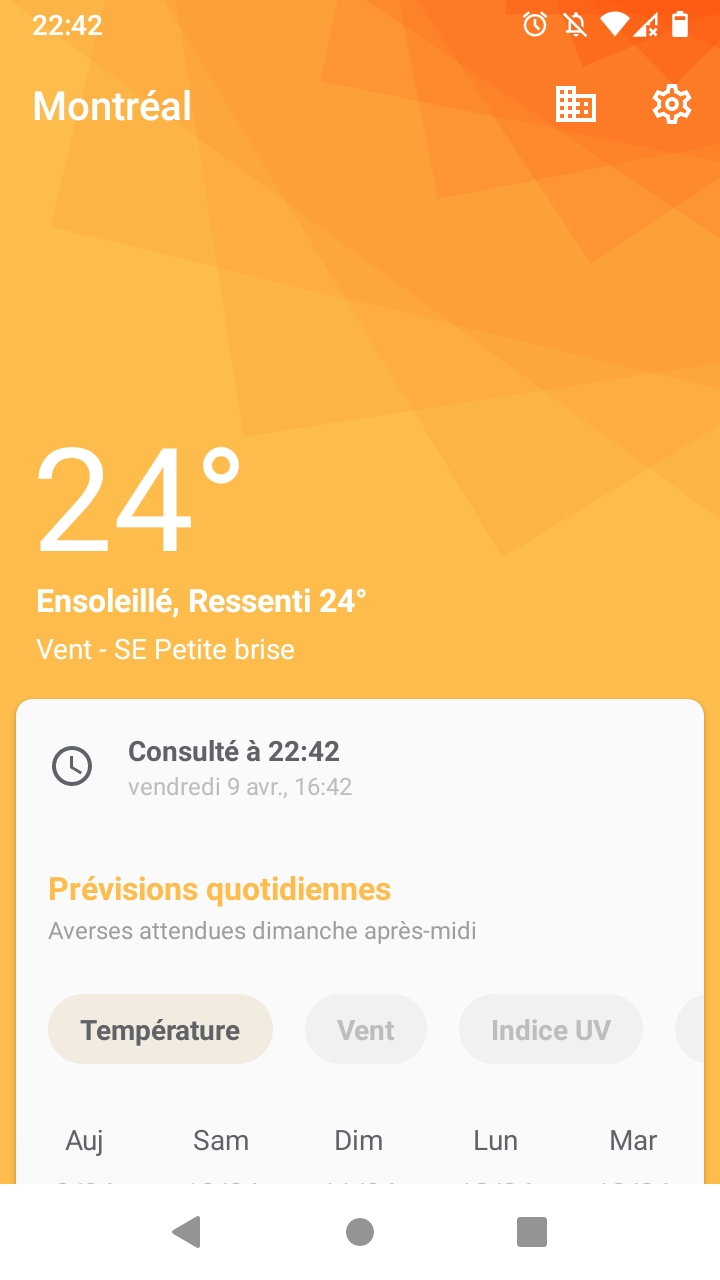 22:42
Montréal
24°
Ensoleillé, Ressenti 24°
Vent - SE Petite brise
Consulté à 22:42
vendredi 9 avr., 16:42
Prévisions quotidiennes
Averses attendues dimanche après-midi
Température Vent Indice UV
Auj Sam Dim Lun Mar